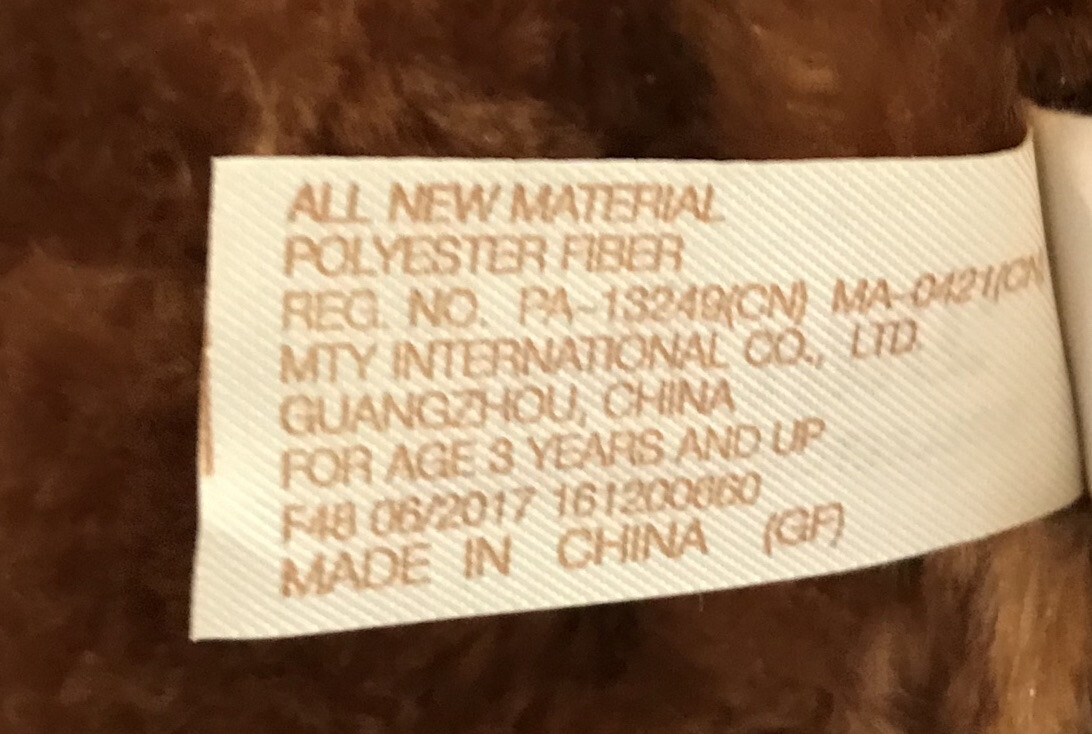 ALL NEW MATERIAL
POLYESTER FIBER
REG. NO. PA-13249(CN) MA-0421(CN
MTY INTERNATIONAL CO., LTD.
GUANGZHOU, CHINA
FOR AGE 3 YEARS AND UP
F48 06/2017 161200660
MADE IN CHINA (GF)